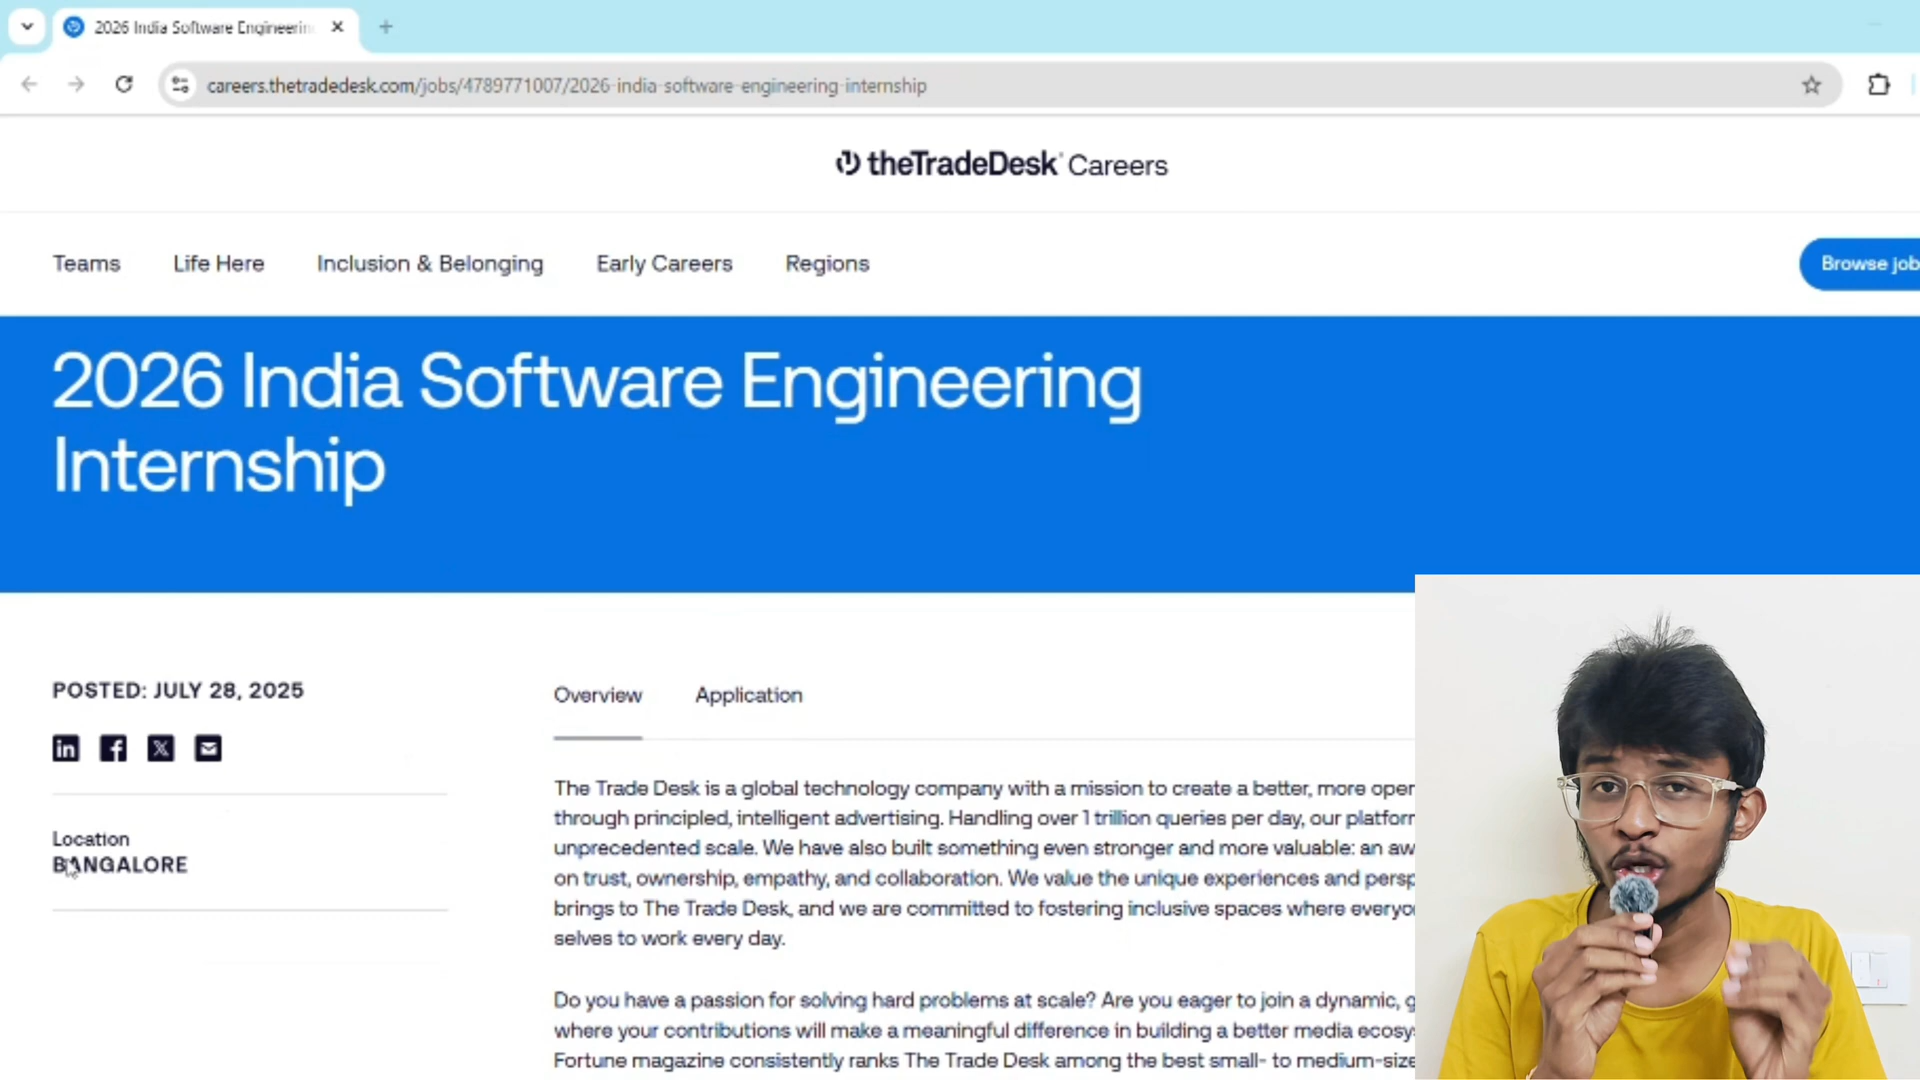 2026 India Software Engineerin
careers.thetradedesk.com/jobs/4789771007/2026-india-software-engineering-internship
theTradeDesk Careers
Teams Life Here Inclusion & Belonging Early Careers Regions
Browse job
2026 India Software Engineering
Internship
POSTED: JULY 28, 2025
Overview Application
Location
BANGALORE
The Trade Desk is a global technology company with a mission to create a better, more open
through principled, intelligent advertising. Handling over 1 trillion queries per day, our platform
unprecedented scale. We have also built something even stronger and more valuable: an aw
on trust, ownership, empathy, and collaboration. We value the unique experiences and persp
brings to The Trade Desk, and we are committed to fostering inclusive spaces where everyo
selves to work every day.
Do you have a passion for solving hard problems at scale? Are you eager to join a dynamic, g
where your contributions will make a meaningful difference in building a better media ecosy
Fortune magazine consistently ranks The Trade Desk among the best small- to medium-size